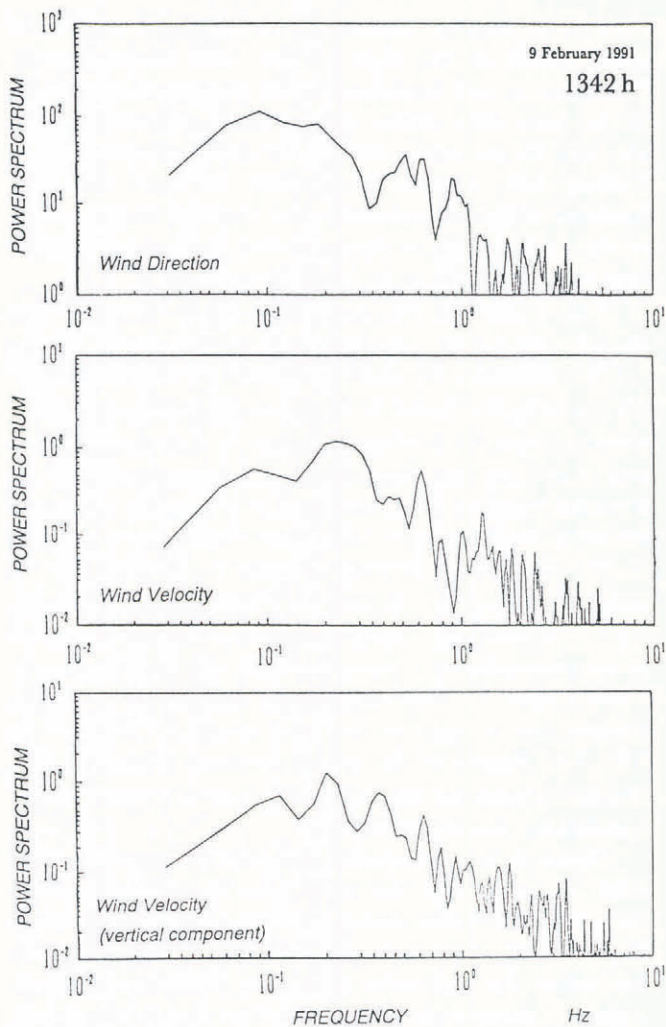 9 February 1991
1342 h
POWER SPECTRUM
10³
10²
10¹
10⁰
Wind Direction
10⁻² 10⁻¹ 10⁰ 10¹
POWER SPECTRUM
10¹
10⁰
10⁻¹
10⁻²
Wind Velocity
10⁻² 10⁻¹ 10⁰ 10¹
POWER SPECTRUM
10¹
10⁰
10⁻¹
10⁻²
Wind Velocity
(vertical component)
10⁻² 10⁻¹ 10⁰ 10¹
FREQUENCY Hz